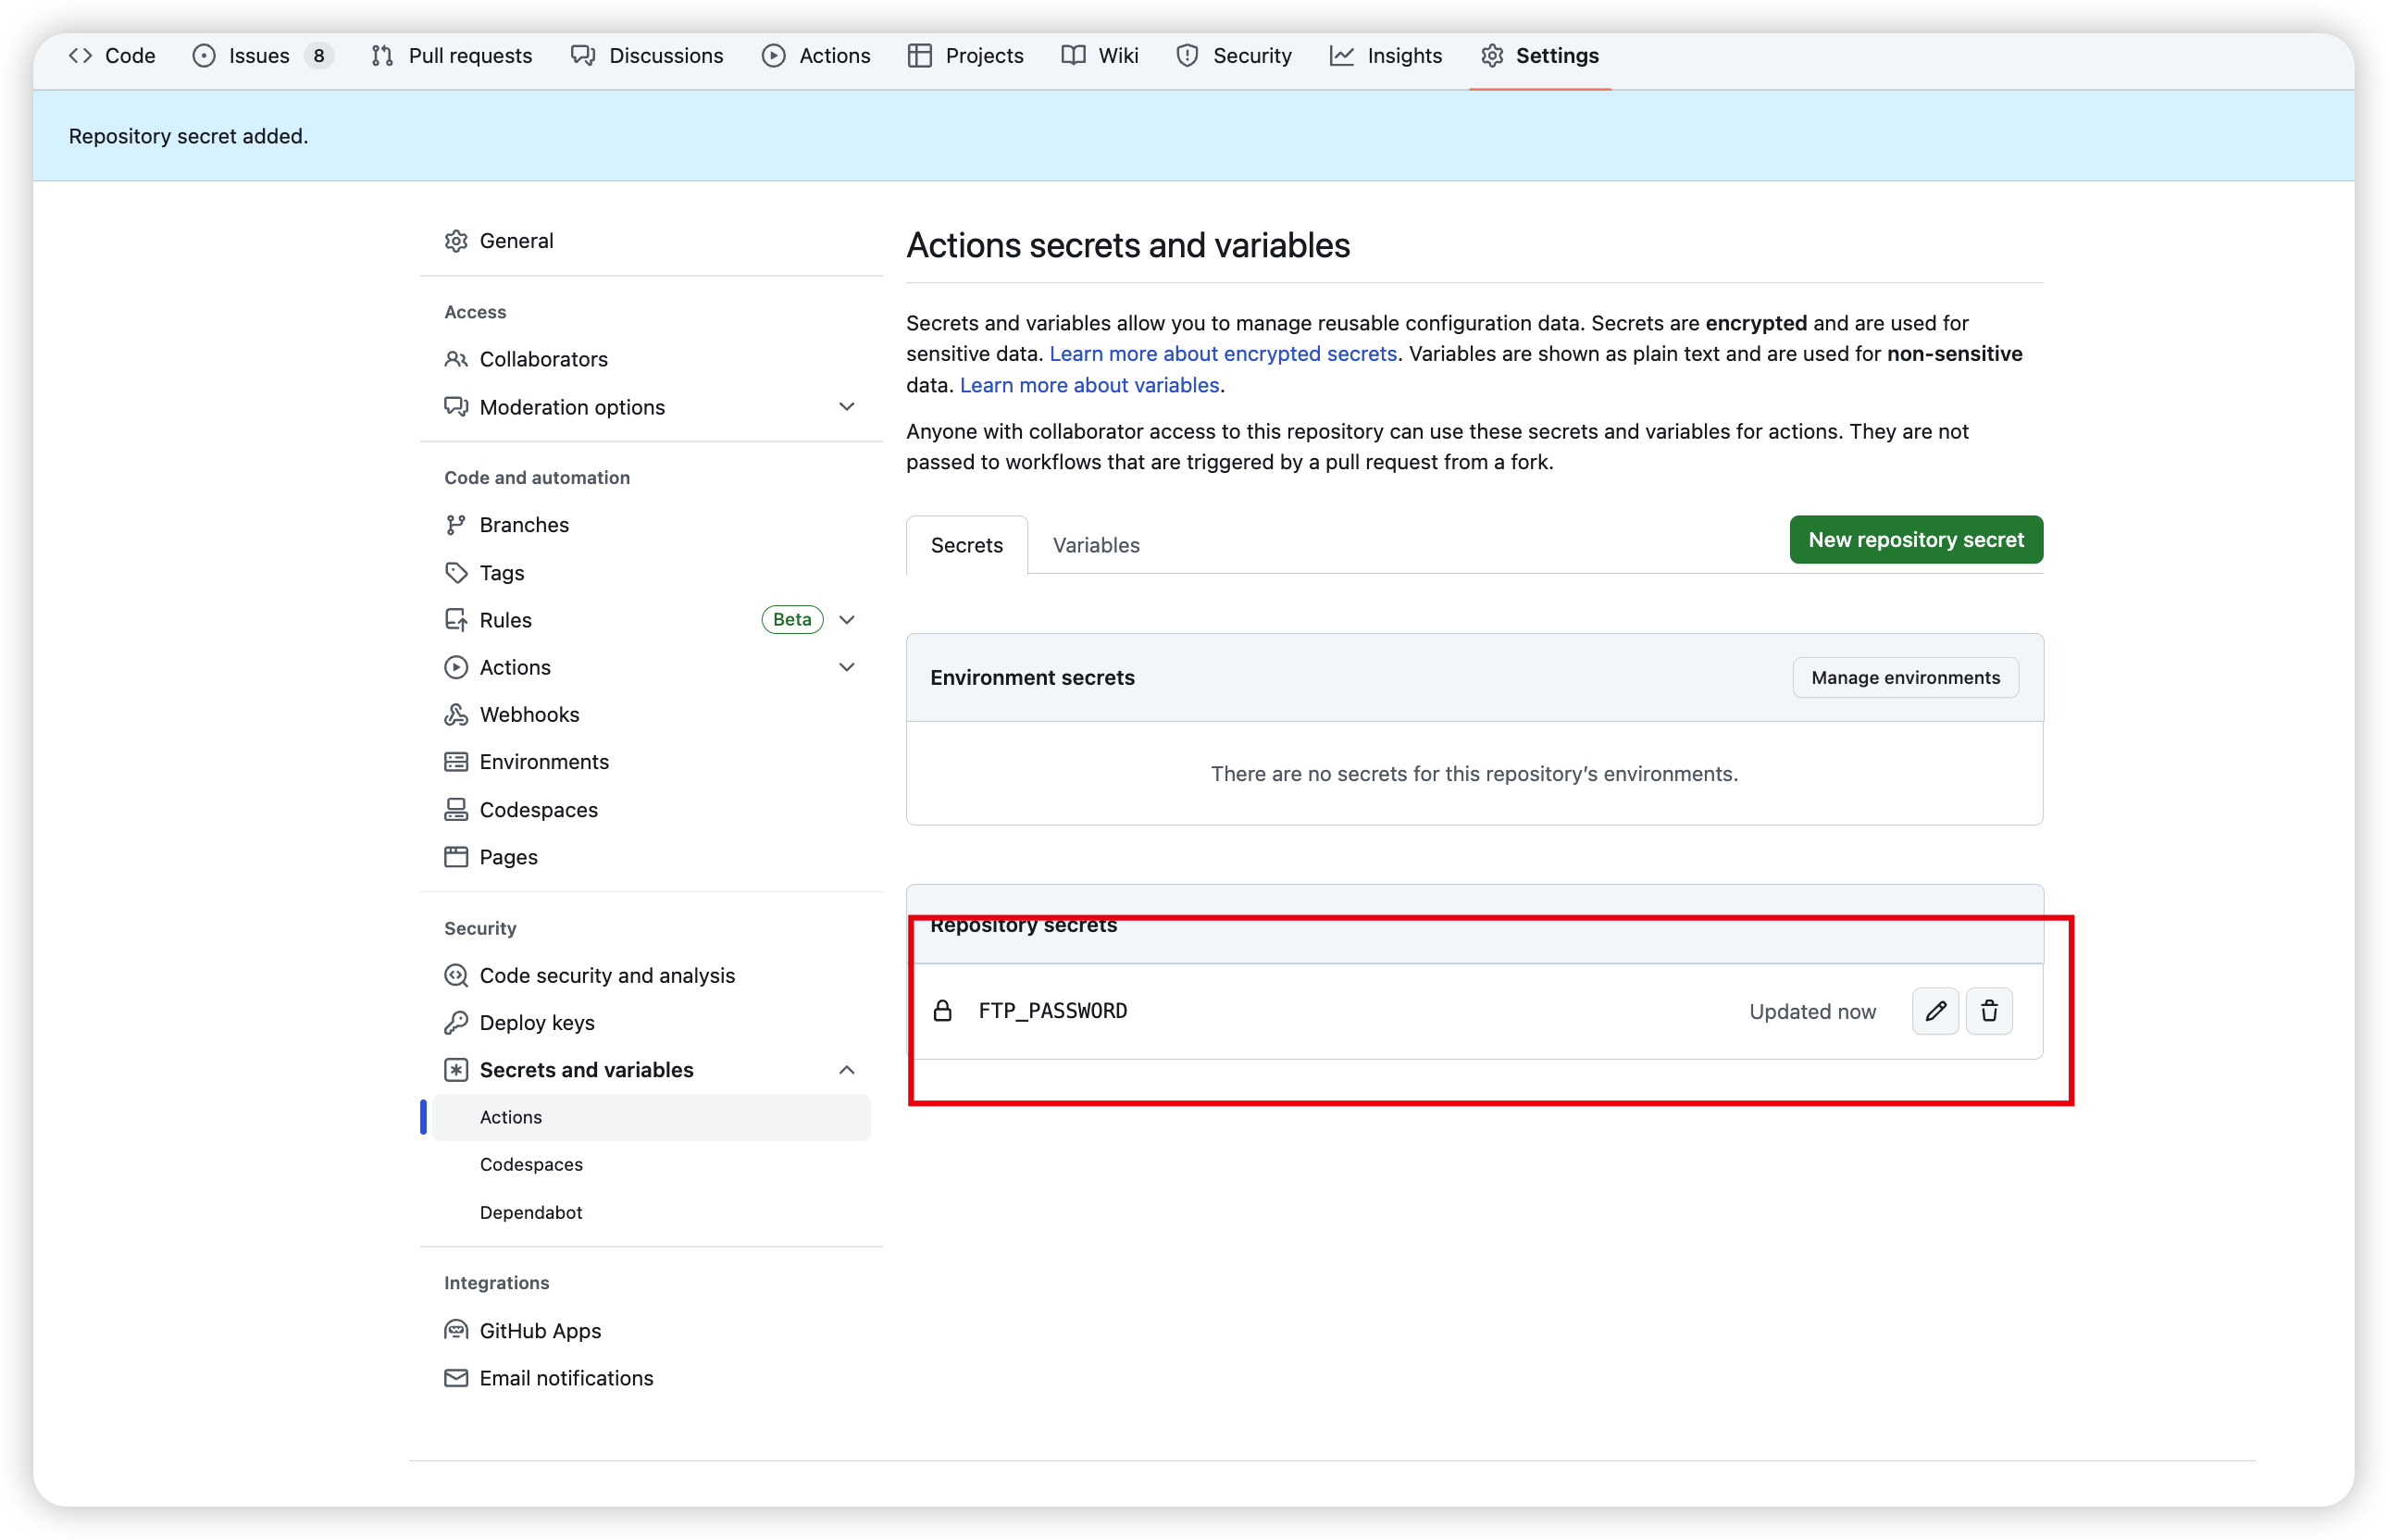 Code Issues 8 Pull requests Discussions Actions Projects Wiki Security Insights Settings
Repository secret added.
General
Access
Collaborators
Moderation options
Code and automation
Branches
Tags
Rules Beta
Actions
Webhooks
Environments
Codespaces
Pages
Security
Code security and analysis
Deploy keys
Secrets and variables
Actions
Codespaces
Dependabot
Integrations
GitHub Apps
Email notifications
Actions secrets and variables
Secrets and variables allow you to manage reusable configuration data. Secrets are encrypted and are used for
sensitive data. Learn more about encrypted secrets. Variables are shown as plain text and are used for non-sensitive
data. Learn more about variables.
Anyone with collaborator access to this repository can use these secrets and variables for actions. They are not
passed to workflows that are triggered by a pull request from a fork.
Secrets Variables New repository secret
Environment secrets Manage environments
There are no secrets for this repository’s environments.
Repository secrets
FTP_PASSWORD Updated now